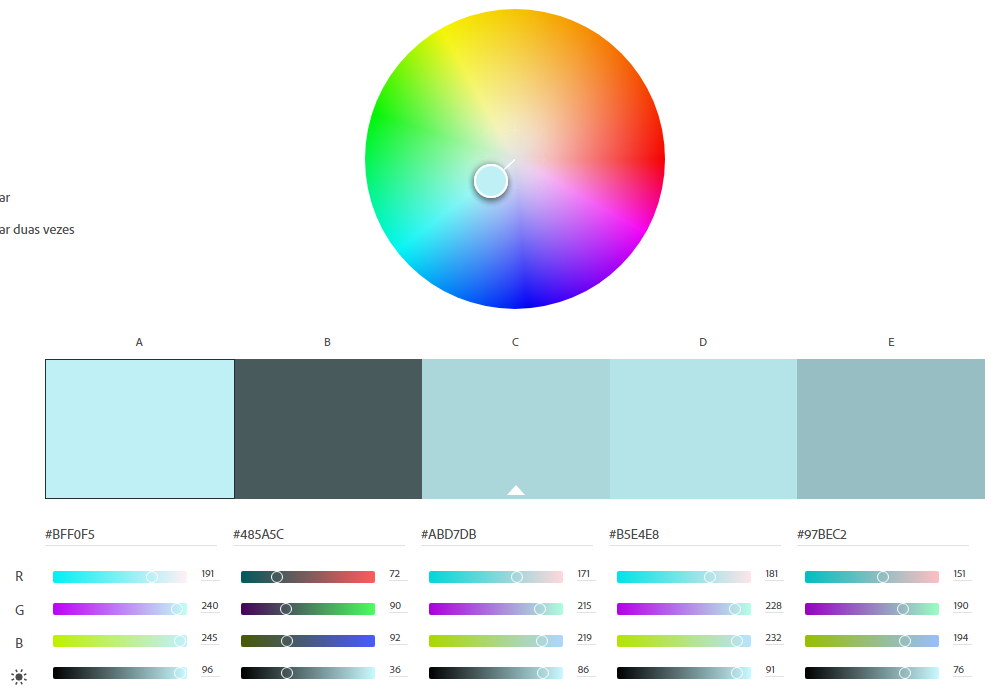 ar
ar duas vezes
A B C D E
#BFF0F5 #485A5C #ABD7DB #B5E4E8 #97BEC2
R 191 72 171 181 151
G 240 90 215 228 190
B 245 92 219 232 194
96 36 86 91 76